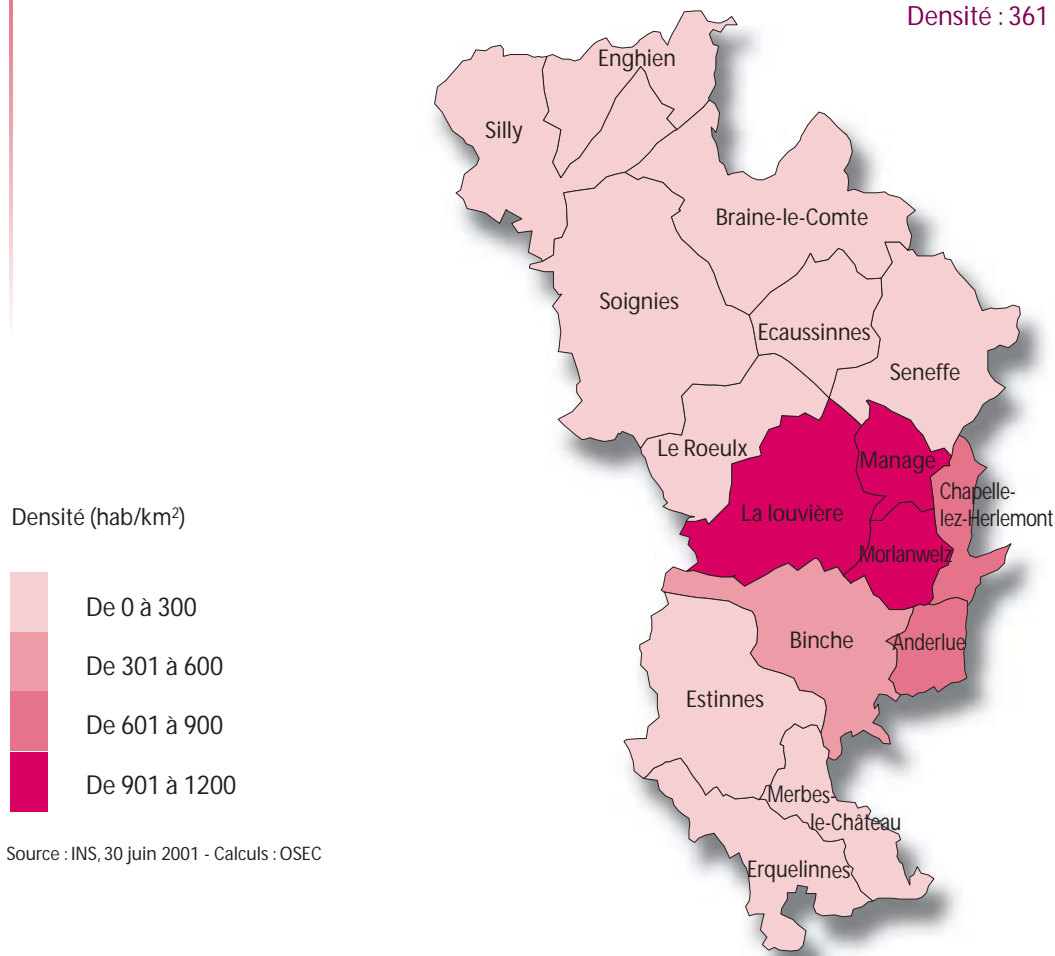 Densité : 361
Enghien
Silly
Braine-le-Comte
Soignies
Ecaussinnes
Seneffe
Le Roeulx
Manage
Chapelle-
lez-Herlemont
La louvière
Morlanwelz
Binche
Anderlue
Estinnes
Merbes-
le-Château
Erquelinnes
Densité (hab/km²)
De 0 à 300
De 301 à 600
De 601 à 900
De 901 à 1200
Source : INS, 30 juin 2001 - Calculs : OSEC